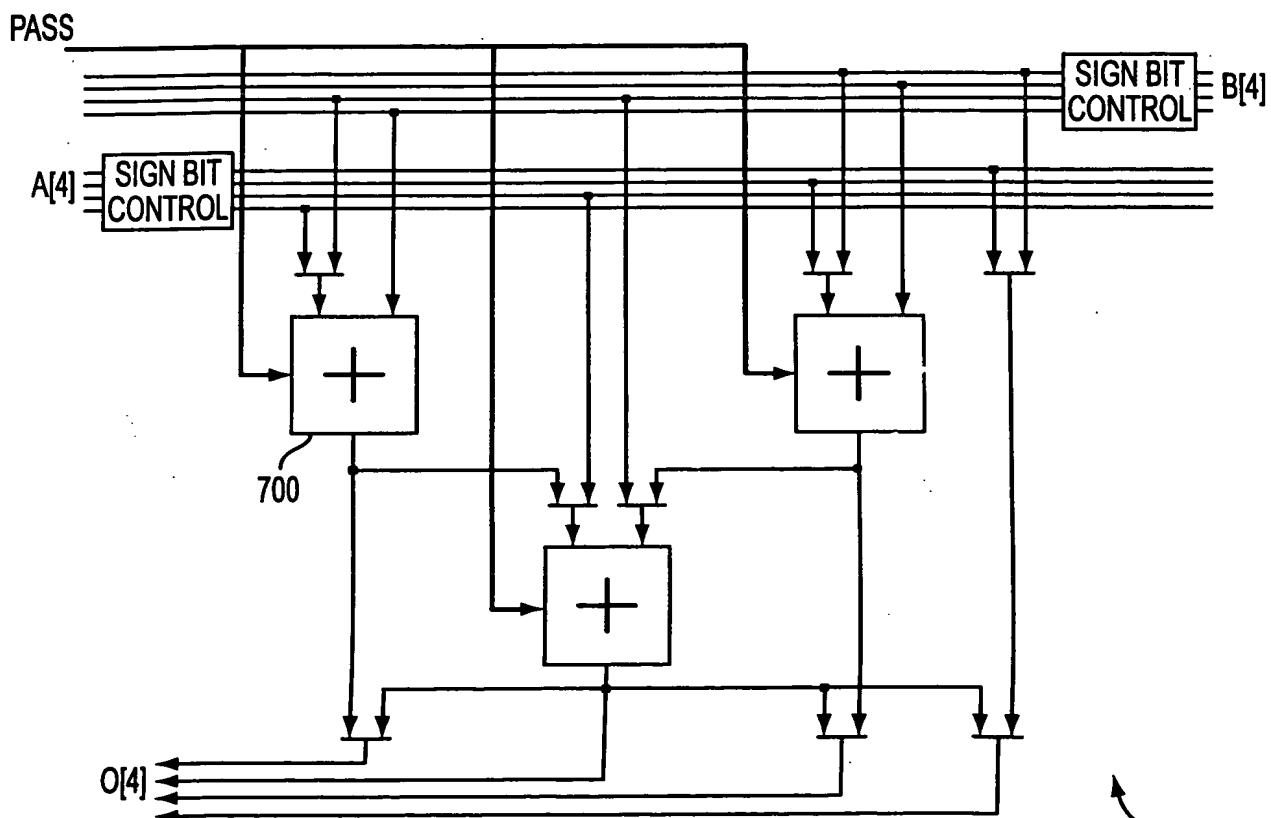 PASS
SIGN BIT
CONTROL
B[4]
A[4]
SIGN BIT
CONTROL
+
+
700
+
O[4]